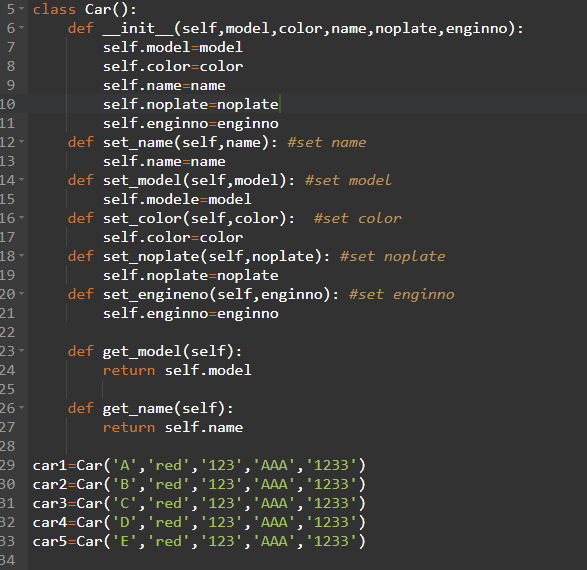 5 class Car():
6     def __init__(self,model,color,name,noplate,enginno):
7         self.model=model
8         self.color=color
9         self.name=name
10         self.noplate=noplate
11         self.enginno=enginno
12     def set_name(self,name): #set name
13         self.name=name
14     def set_model(self,model): #set model
15         self.modele=model
16     def set_color(self,color):  #set color
17         self.color=color
18     def set_noplate(self,noplate): #set noplate
19         self.noplate=noplate
20     def set_engineno(self,enginno): #set enginno
21         self.enginno=enginno
22
23     def get_model(self):
24         return self.model
25
26     def get_name(self):
27         return self.name
28
29 car1=Car('A','red','123','AAA','1233')
30 car2=Car('B','red','123','AAA','1233')
31 car3=Car('C','red','123','AAA','1233')
32 car4=Car('D','red','123','AAA','1233')
33 car5=Car('E','red','123','AAA','1233')
34